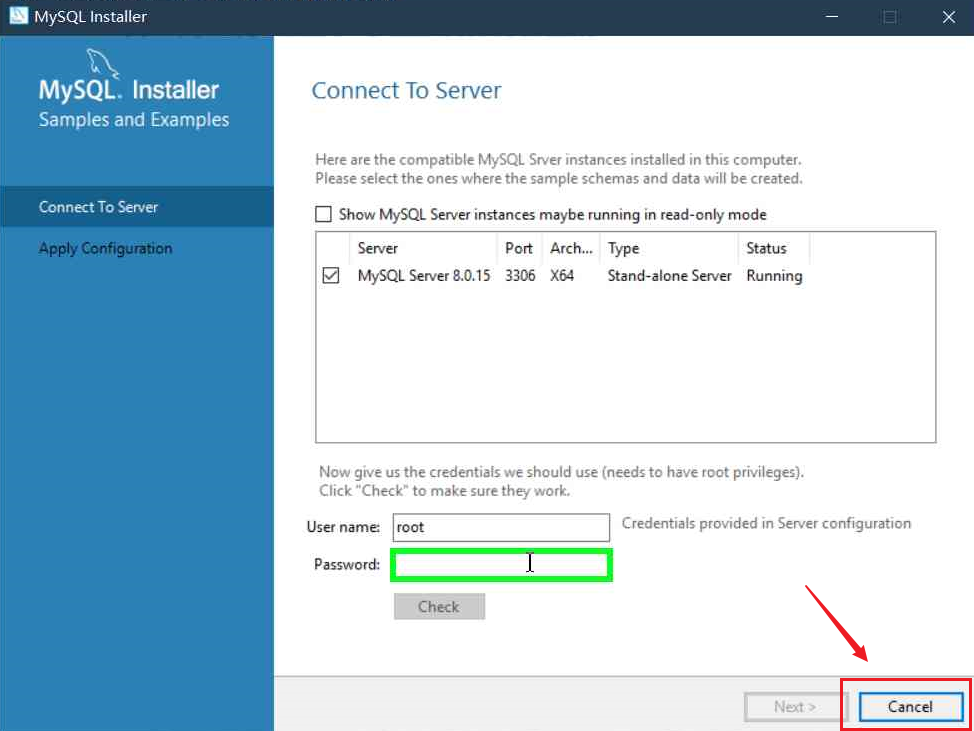 MySQL Installer
MySQL. Installer
Samples and Examples
Connect To Server
Apply Configuration
Connect To Server
Here are the compatible MySQL Srver instances installed in this computer.
Please select the ones where the sample schemas and data will be created.
Show MySQL Server instances maybe running in read-only mode
Server Port Arch... Type Status
MySQL Server 8.0.15 3306 X64 Stand-alone Server Running
Now give us the credentials we should use (needs to have root privileges).
Click "Check" to make sure they work.
User name: root Credentials provided in Server configuration
Password:
Check
Next > Cancel